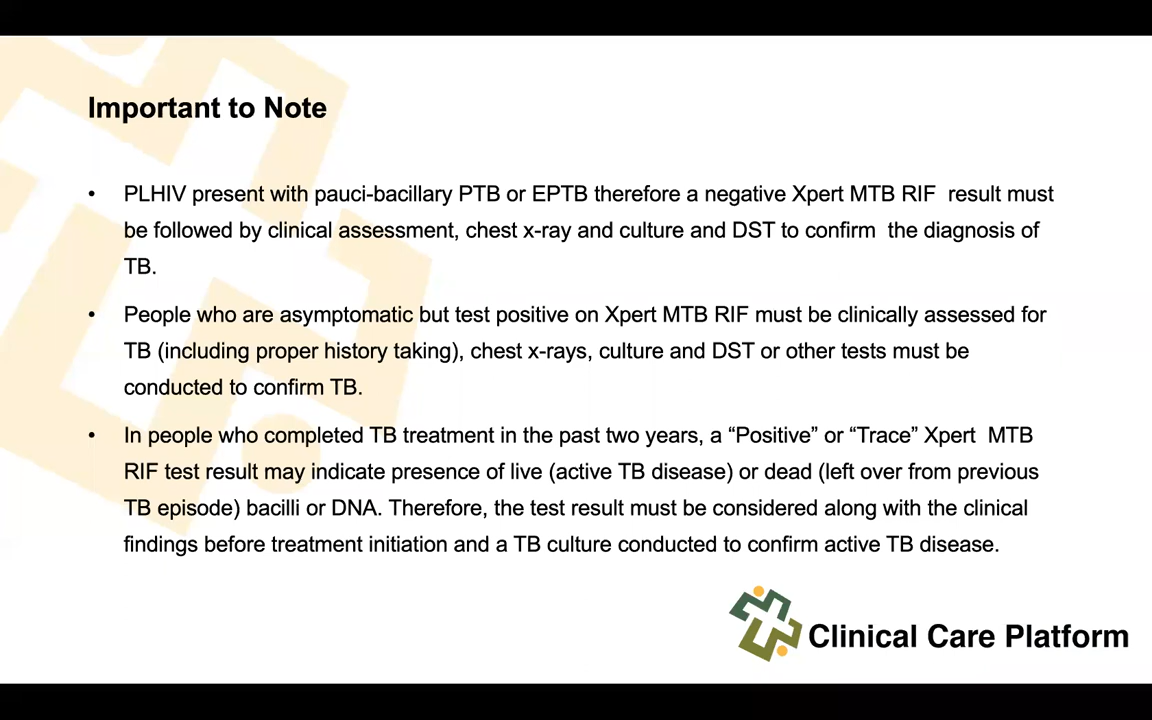 Important to Note
• PLHIV present with pauci-bacillary PTB or EPTB therefore a negative Xpert MTB RIF  result must
be followed by clinical assessment, chest x-ray and culture and DST to confirm  the diagnosis of
TB.
• People who are asymptomatic but test positive on Xpert MTB RIF must be clinically assessed for
TB (including proper history taking), chest x-rays, culture and DST or other tests must be
conducted to confirm TB.
• In people who completed TB treatment in the past two years, a “Positive” or “Trace” Xpert  MTB
RIF test result may indicate presence of live (active TB disease) or dead (left over from previous
TB episode) bacilli or DNA. Therefore, the test result must be considered along with the clinical
findings before treatment initiation and a TB culture conducted to confirm active TB disease.
Clinical Care Platform